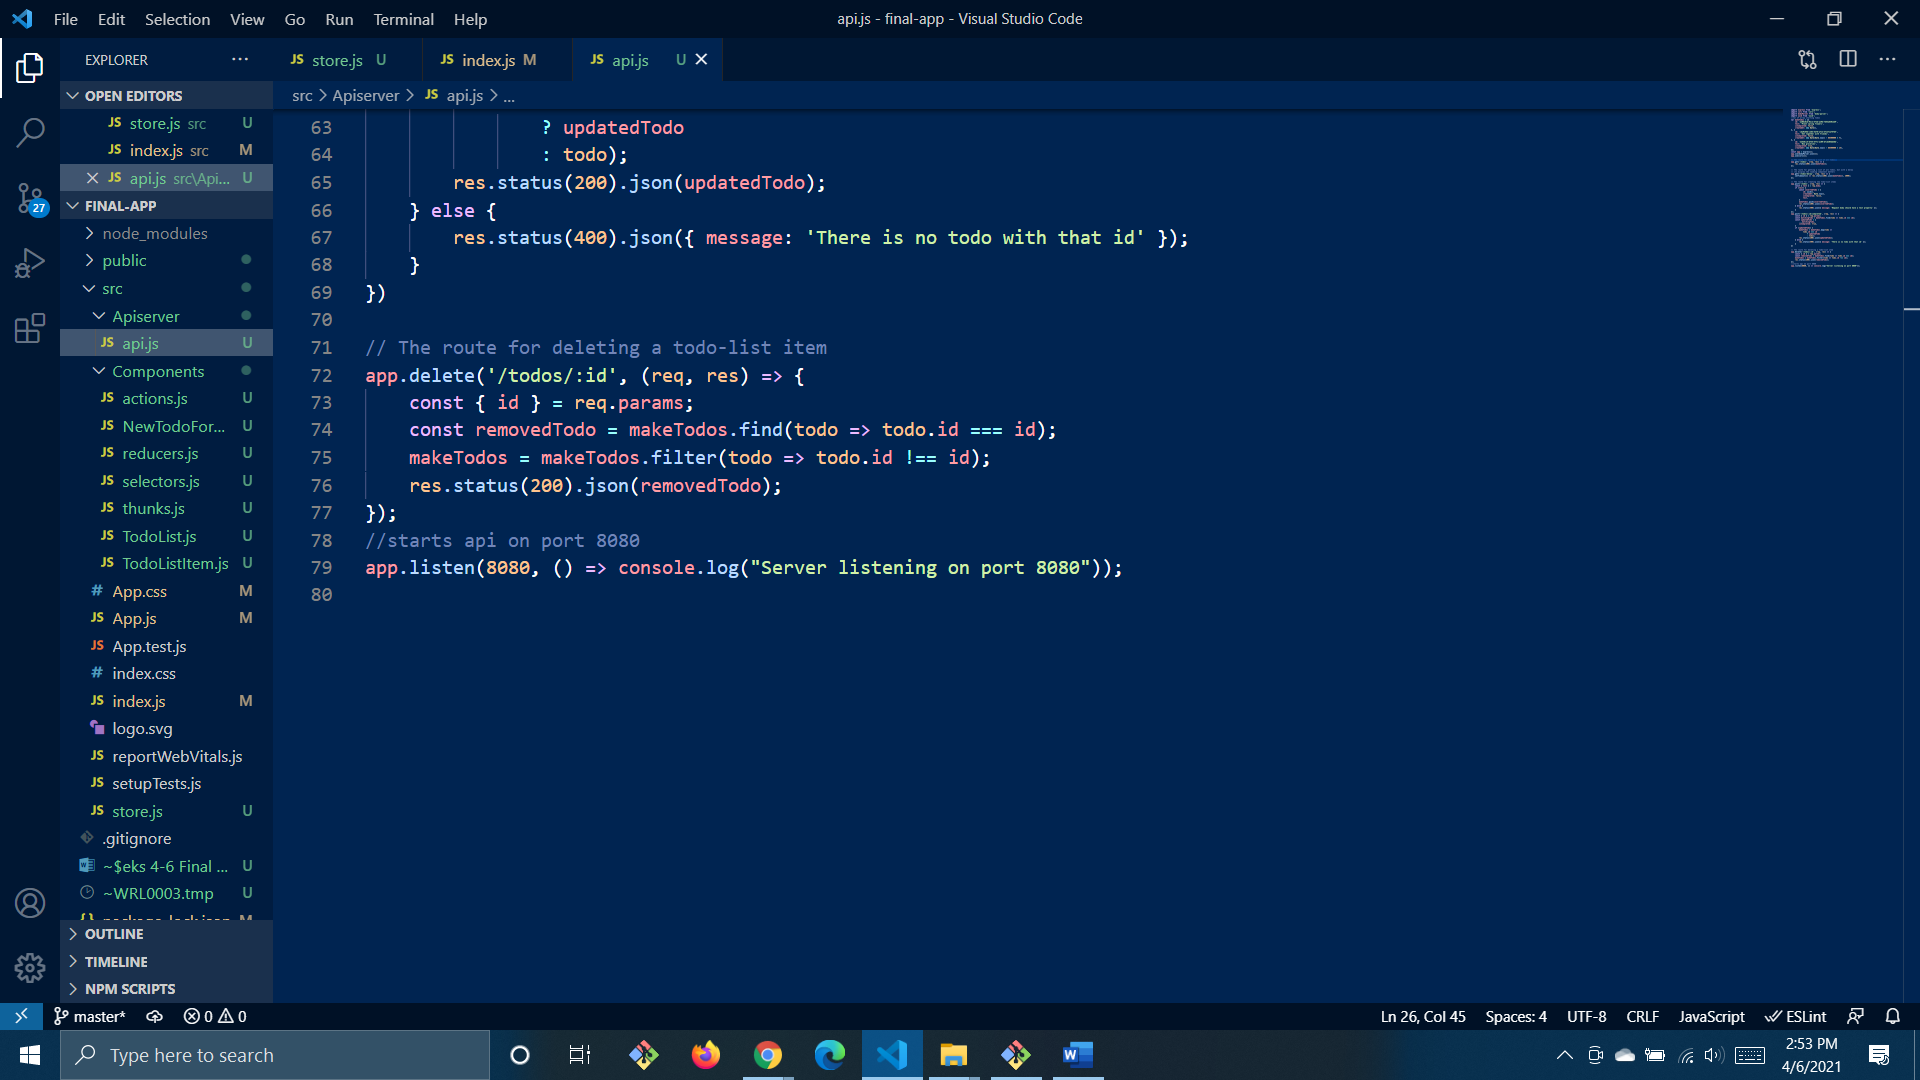 File Edit Selection View Go Run Terminal Help
api.js - final-app - Visual Studio Code
EXPLORER ···
JS store.js U
JS index.js M
JS api.js U
OPEN EDITORS
JS store.js src U
JS index.js src M
JS api.js src\Api... U
FINAL-APP
node_modules
public
src
Apiserver
JS api.js U
Components
JS actions.js U
JS NewTodoFor... U
JS reducers.js U
JS selectors.js U
JS thunks.js U
JS TodoList.js U
JS TodoListItem.js U
# App.css M
JS App.js M
JS App.test.js
# index.css
JS index.js M
logo.svg
JS reportWebVitals.js
JS setupTests.js
JS store.js U
.gitignore
~$eks 4-6 Final ... U
~WRL0003.tmp U
OUTLINE
TIMELINE
NPM SCRIPTS
27
src > Apiserver > JS api.js > ...
63 ? updatedTodo
64 : todo);
65 res.status(200).json(updatedTodo);
66 } else {
67 res.status(400).json({ message: 'There is no todo with that id' });
68 }
69 })
70
71 // The route for deleting a todo-list item
72 app.delete('/todos/:id', (req, res) => {
73 const { id } = req.params;
74 const removedTodo = makeTodos.find(todo => todo.id === id);
75 makeTodos = makeTodos.filter(todo => todo.id !== id);
76 res.status(200).json(removedTodo);
77 });
78 //starts api on port 8080
79 app.listen(8080, () => console.log("Server listening on port 8080"));
80
master* 0 0
Ln 26, Col 45 Spaces: 4 UTF-8 CRLF JavaScript ESLint
Type here to search
2:53 PM
4/6/2021